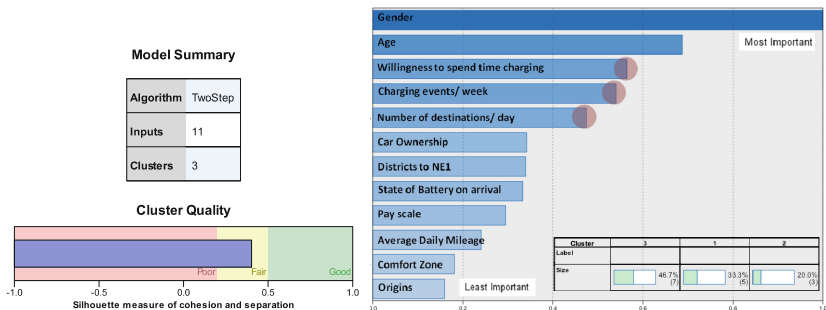 Model Summary
Algorithm TwoStep
Inputs 11
Clusters 3
Cluster Quality
Poor Fair Good
-1.0 -0.5 0.0 0.5 1.0
Silhouette measure of cohesion and separation
Gender
Age
Most Important
Willingness to spend time charging
Charging events/ week
Number of destinations/ day
Car Ownership
Districts to NE1
State of Battery on arrival
Pay scale
Average Daily Mileage
Comfort Zone
Origins
Least Important
Cluster 3 1 2
Label
Size
46.7% 33.3% 20.0%
(7) (5) (3)
0.0 0.2 0.4 0.6 0.8 1.0